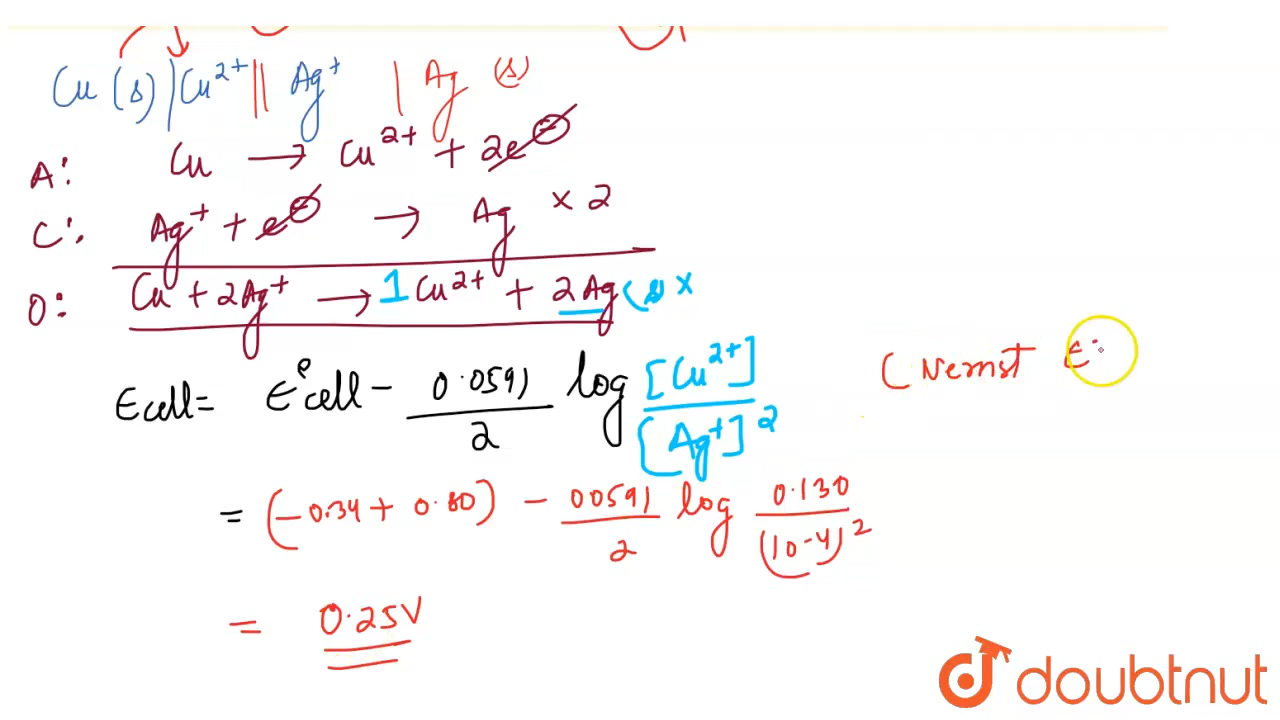 Cu (s) | Cu²⁺ || Ag⁺ | Ag (s)
A: Cu → Cu²⁺ + 2e⊖
C: Ag⁺ + e⊖ → Ag × 2
O: Cu + 2Ag⁺ → 1Cu²⁺ + 2Ag (s x
Ecell = E°cell - 0.0591/2 log [Cu²⁺]/[Ag⁺]²
(Nernst E
= (-0.34 + 0.80) - 00591/2 log 0.130/(10-4)²
= 0.25V
doubtnut